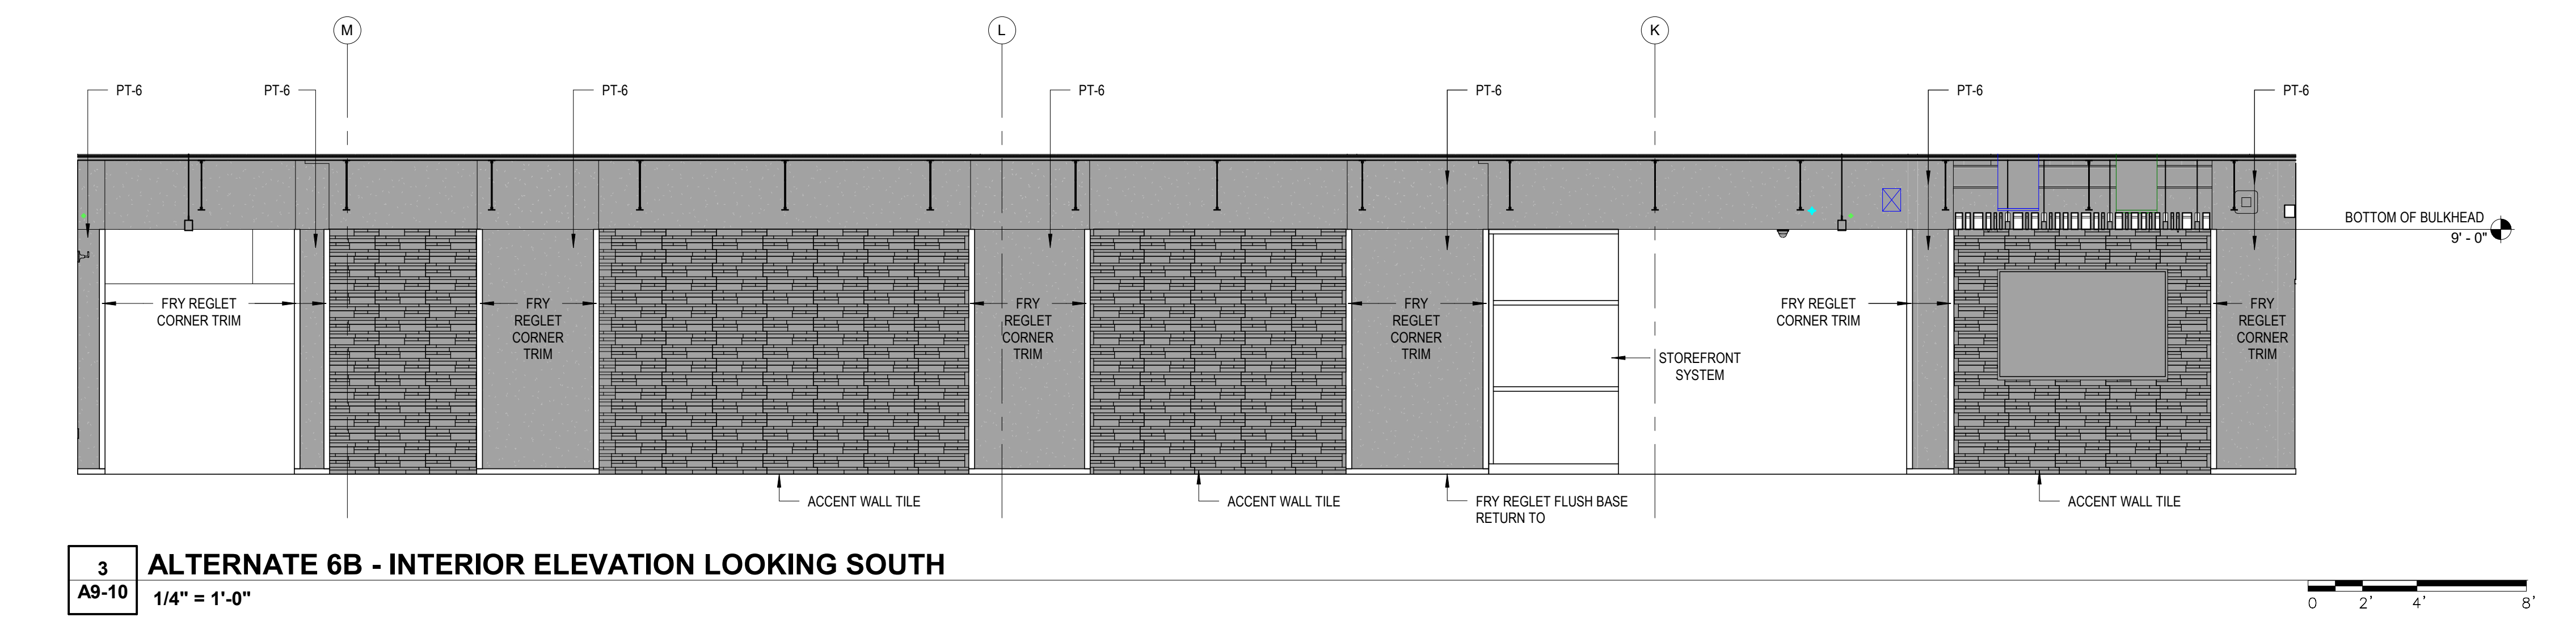 M
L
K
PT-6
PT-6
PT-6
PT-6
PT-6
PT-6
PT-6
BOTTOM OF BULKHEAD
9' - 0"
FRY REGLET
CORNER TRIM
FRY
REGLET
CORNER
TRIM
FRY
REGLET
CORNER
TRIM
FRY
REGLET
CORNER
TRIM
STOREFRONT
SYSTEM
FRY REGLET
CORNER TRIM
FRY
REGLET
CORNER
TRIM
ACCENT WALL TILE
ACCENT WALL TILE
FRY REGLET FLUSH BASE
RETURN TO
ACCENT WALL TILE
3
A9-10
ALTERNATE 6B - INTERIOR ELEVATION LOOKING SOUTH
1/4" = 1'-0"
0 2' 4' 8'